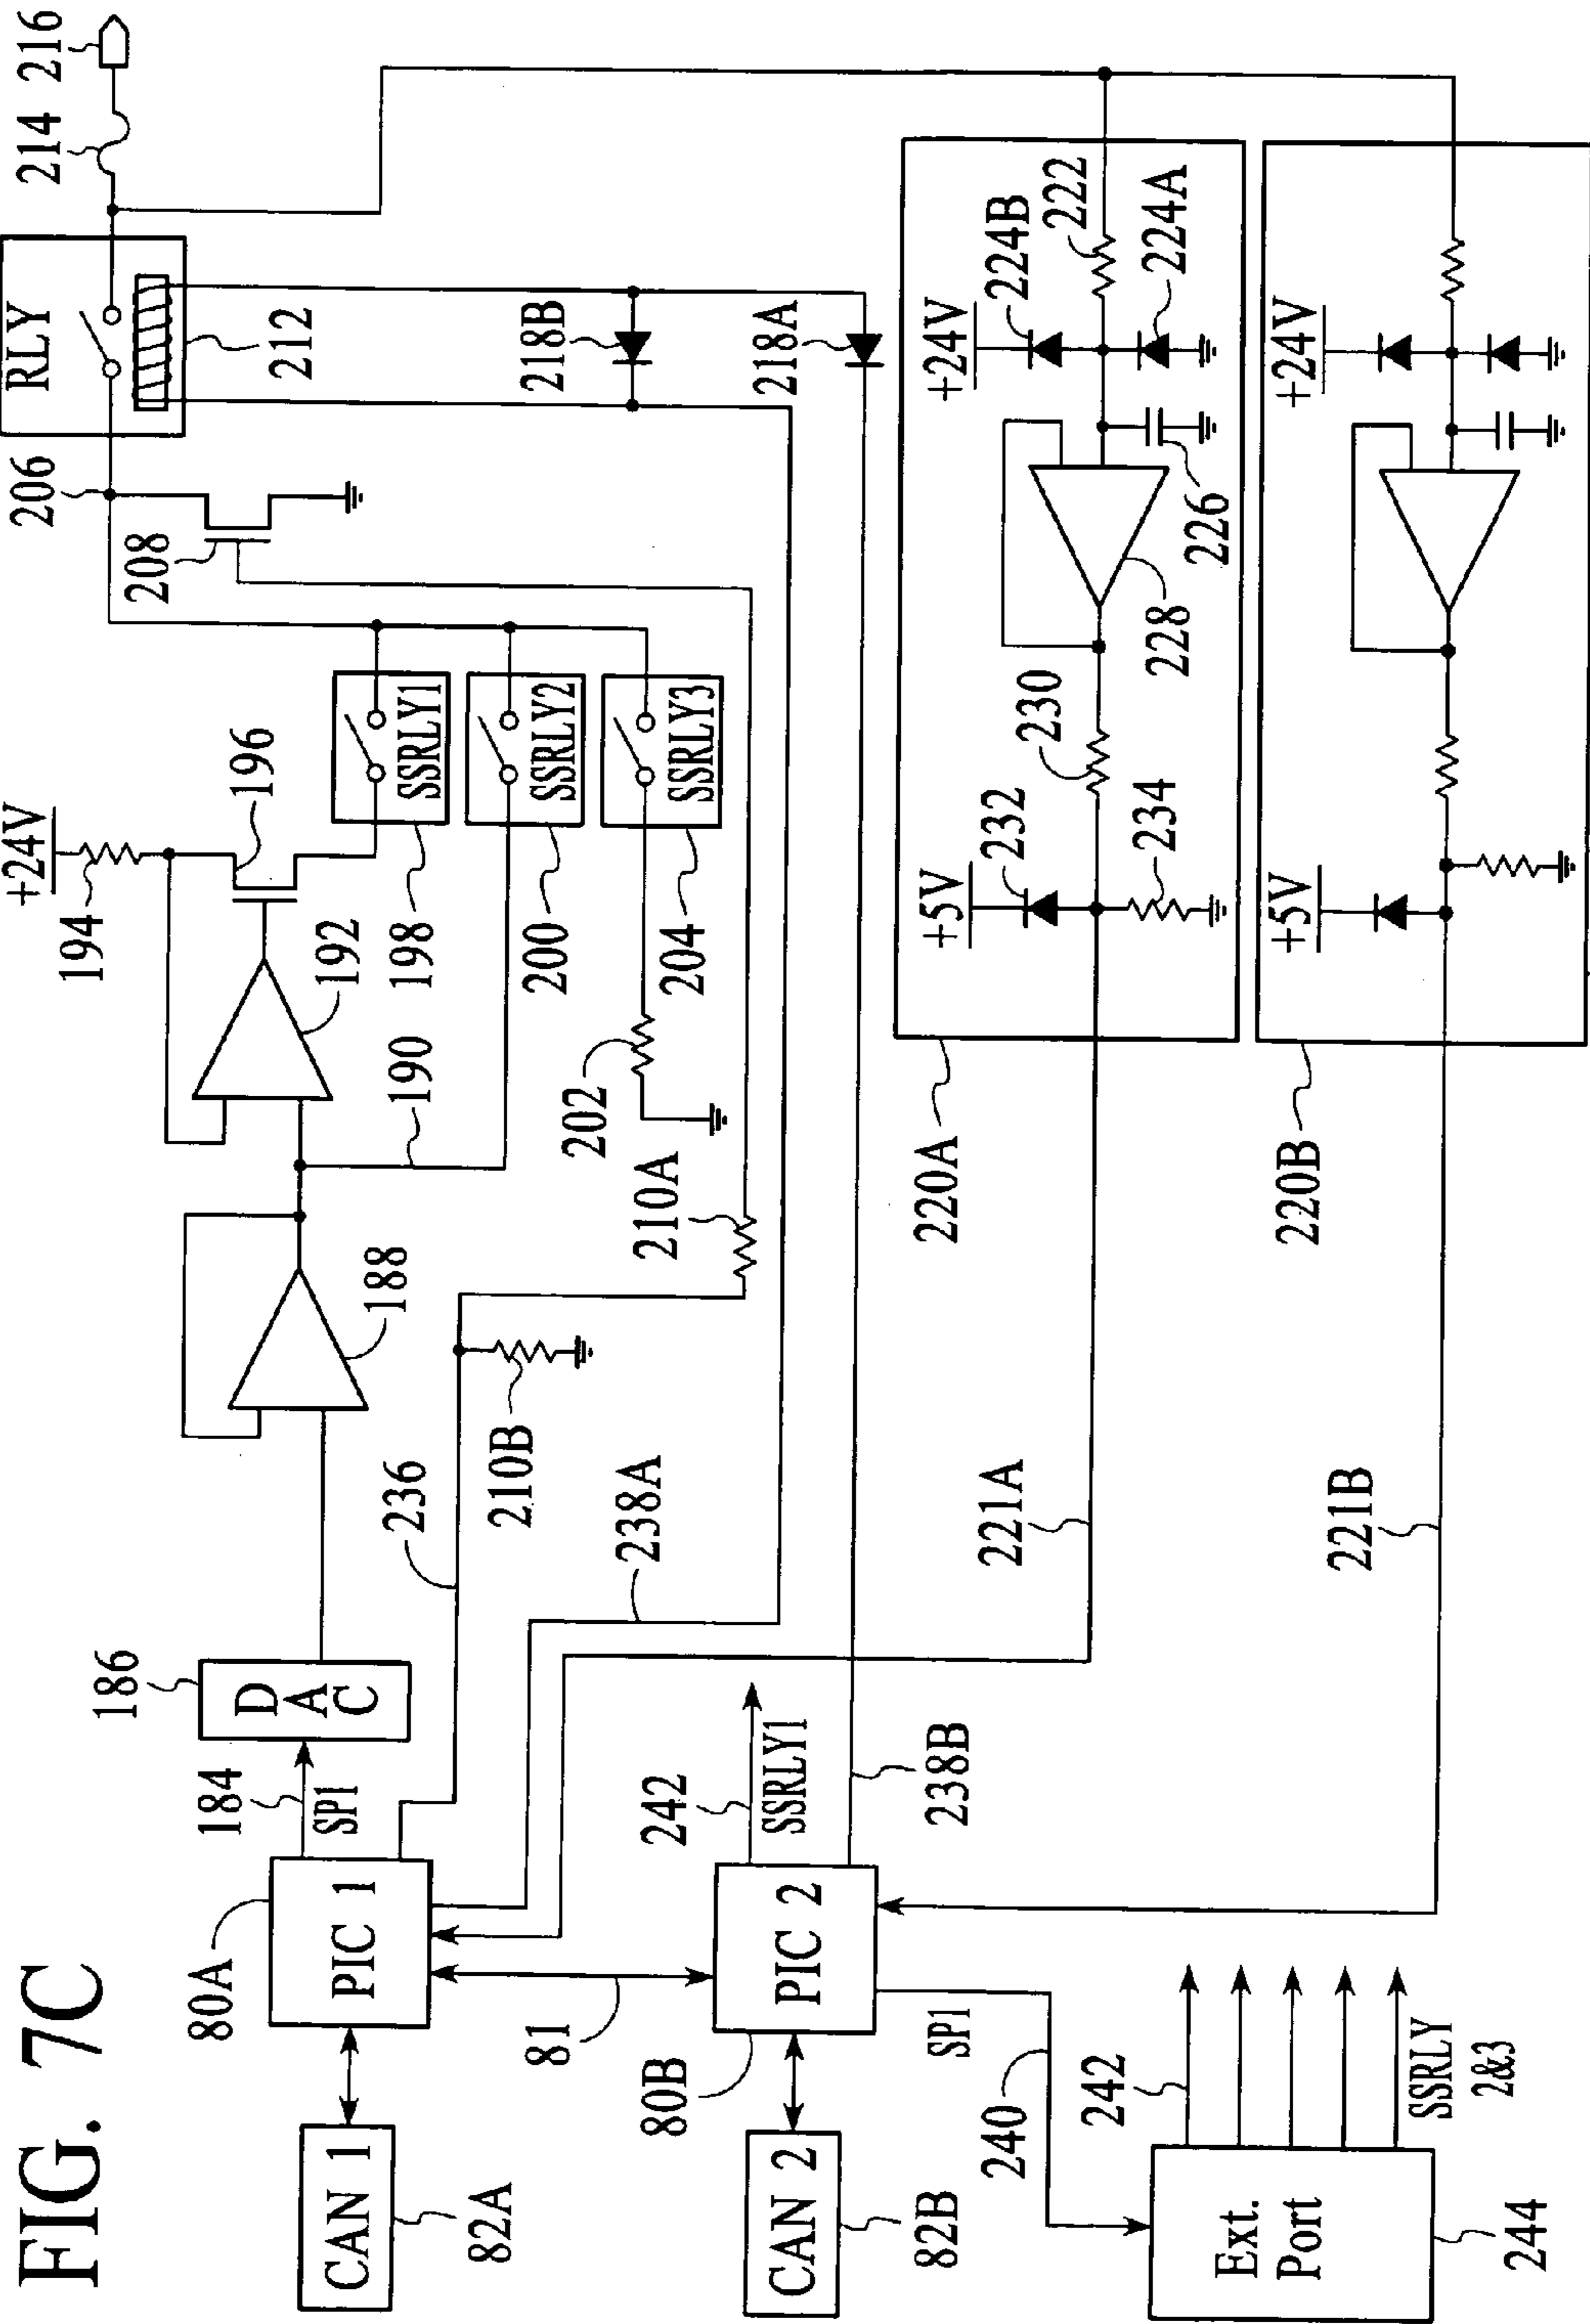 FIG. 7C
CAN 1
82A
80A
PIC 1
184
SP1
186
D
A
C
188
190
192
194
+24V
196
SSRLY1
198
SSRLY2
200
SSRLY3
204
202
206
208
210A
210B
RLY
212
214
216
236
238A
218B
218A
81
CAN 2
82B
80B
PIC 2
242
SSRLY1
238B
SP1
240
Ext.
Port
244
242
SSRLY
2&3
221A
220A
+5V
232
234
230
228
226
+24V
224B
222
224A
221B
220B
+5V
+24V